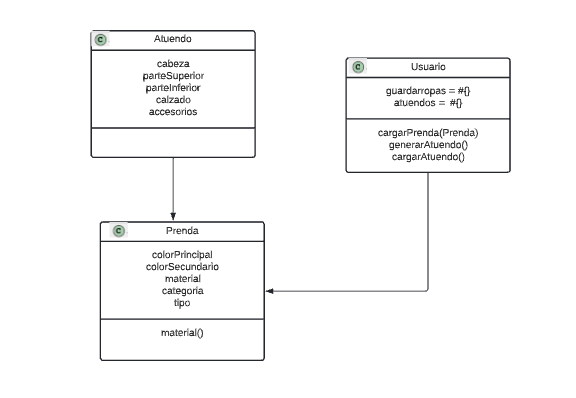 C Atuendo
cabeza
parteSuperior
parteInferior
calzado
accesorios
C Usuario
guardarropas = #{}
atuendos = #{}
cargarPrenda(Prenda)
generarAtuendo()
cargarAtuendo()
C Prenda
colorPrincipal
colorSecundario
material
categoria
tipo
material()